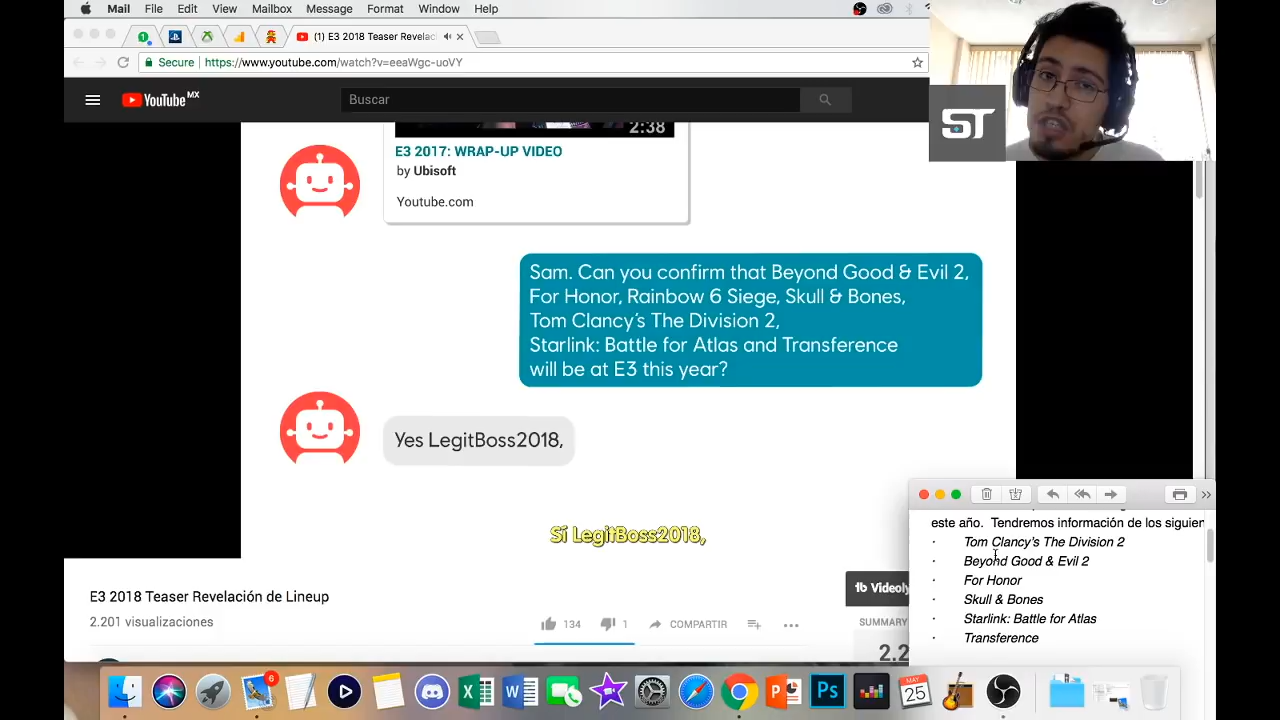 Mail File Edit View Mailbox Message Format Window Help
(1) E3 2018 Teaser Revelac
Secure https://www.youtube.com/watch?v=eeaWgc-uoVY
YouTube MX
Buscar
ST
2:38
E3 2017: WRAP-UP VIDEO
by Ubisoft
Youtube.com
Sam. Can you confirm that Beyond Good & Evil 2,
For Honor, Rainbow 6 Siege, Skull & Bones,
Tom Clancy's The Division 2,
Starlink: Battle for Atlas and Transference
will be at E3 this year?
Yes LegitBoss2018,
Sí LegitBoss2018,
este año. Tendremos información de los siguien
· Tom Clancy's The Division 2
· Beyond Good & Evil 2
· For Honor
· Skull & Bones
· Starlink: Battle for Atlas
· Transference
E3 2018 Teaser Revelación de Lineup
2.201 visualizaciones
134 1 COMPARTIR
tb Videoly
SUMMARY
2.2
6
MAY
25
Ps